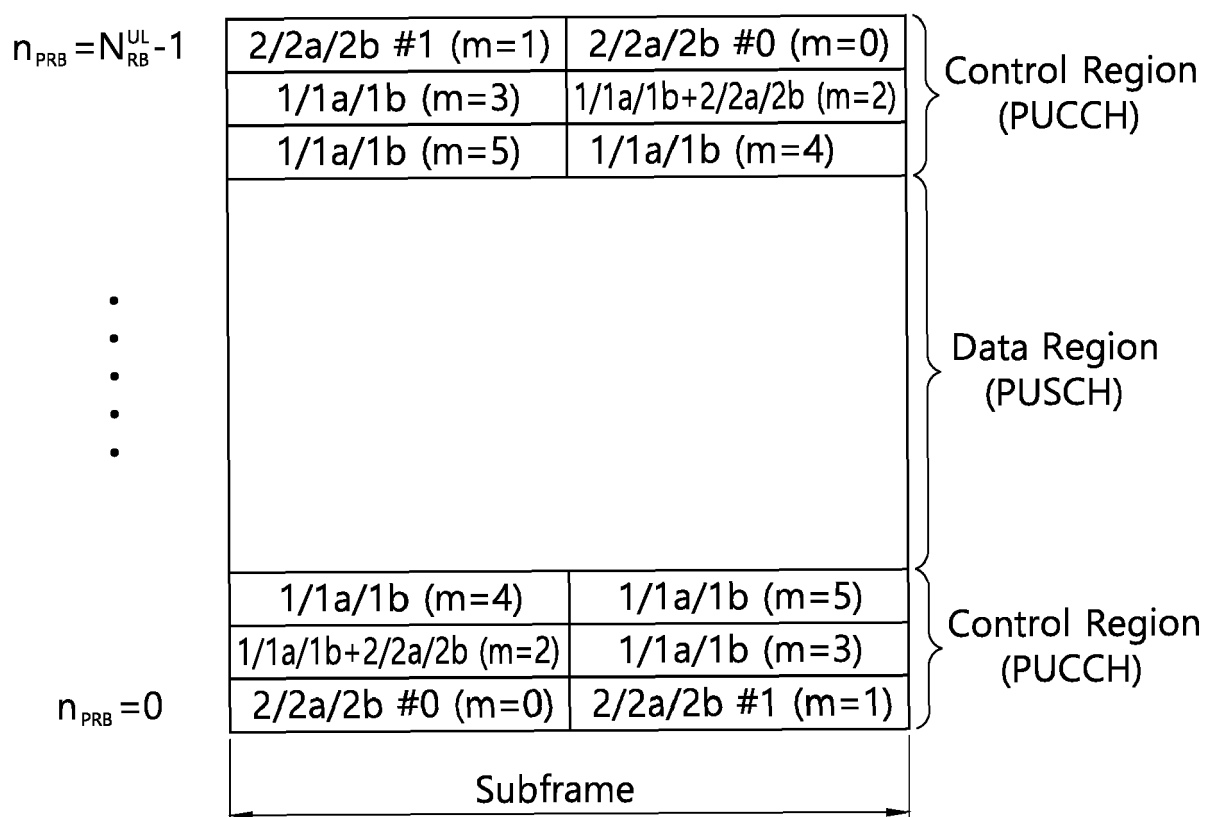 n_PRB = N_RB^UL - 1
2/2a/2b #1 (m=1) 2/2a/2b #0 (m=0)
1/1a/1b (m=3) 1/1a/1b+2/2a/2b (m=2)
1/1a/1b (m=5) 1/1a/1b (m=4)
Control Region
(PUCCH)
Data Region
(PUSCH)
1/1a/1b (m=4) 1/1a/1b (m=5)
1/1a/1b+2/2a/2b (m=2) 1/1a/1b (m=3)
n_PRB =0 2/2a/2b #0 (m=0) 2/2a/2b #1 (m=1)
Control Region
(PUCCH)
Subframe